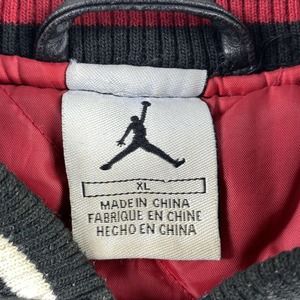 XL
MADE IN CHINA
FABRIQUE EN CHINE
HECHO EN CHINA